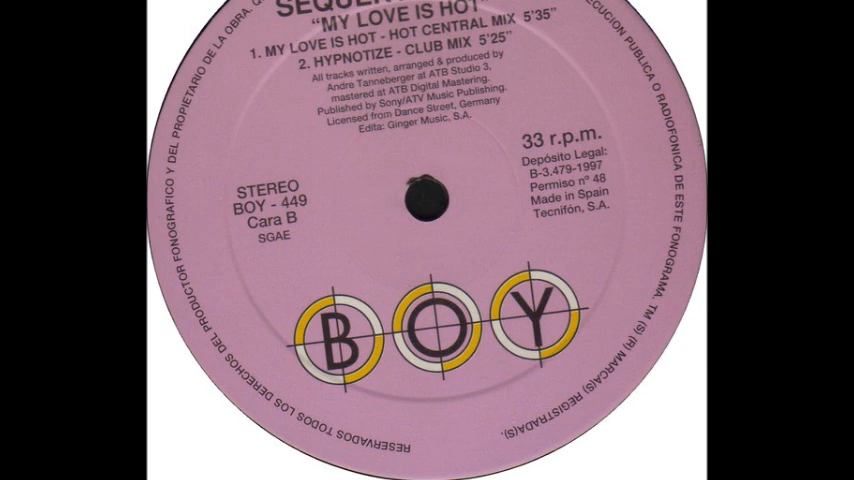 "MY LOVE IS HOT"
1. MY LOVE IS HOT - HOT CENTRAL MIX 5'35"
2. HYPNOTIZE - CLUB MIX 5'25"
All tracks written, arranged & produced by
Andre Tanneberger at ATB Studio 3,
mastered at ATB Digital Mastering.
Published by Sony/ATV Music Publishing.
Licensed from Dance Street, Germany
Edita: Ginger Music, S.A.
33 r.p.m.
Depósito Legal:
B-3.479-1997
Permiso nº 48
Made in Spain
Tecnifón, S.A.
STEREO
BOY - 449
Cara B
SGAE
BOY
RESERVADOS TODOS LOS DERECHOS DEL PRODUCTOR FONOGRAFICO Y DEL PROPIETARIO DE LA OBRA.
PUBLICA O RADIOFONICA DE ESTE FONOGRAMA. TM (S) (R) MARCA(S) REGISTRADA(S).